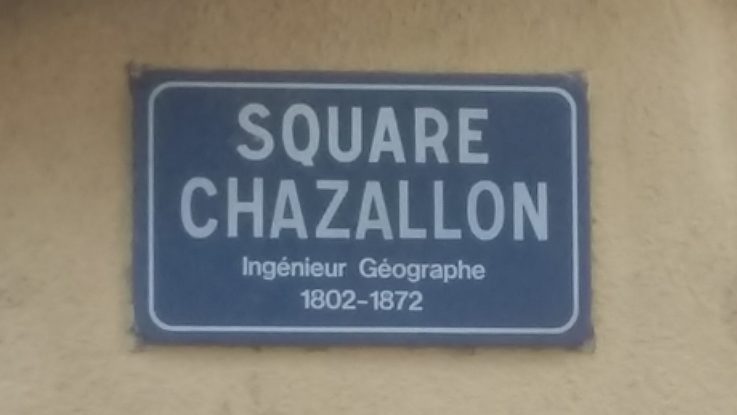 SQUARE
CHAZALLON
Ingénieur Géographe
1802-1872